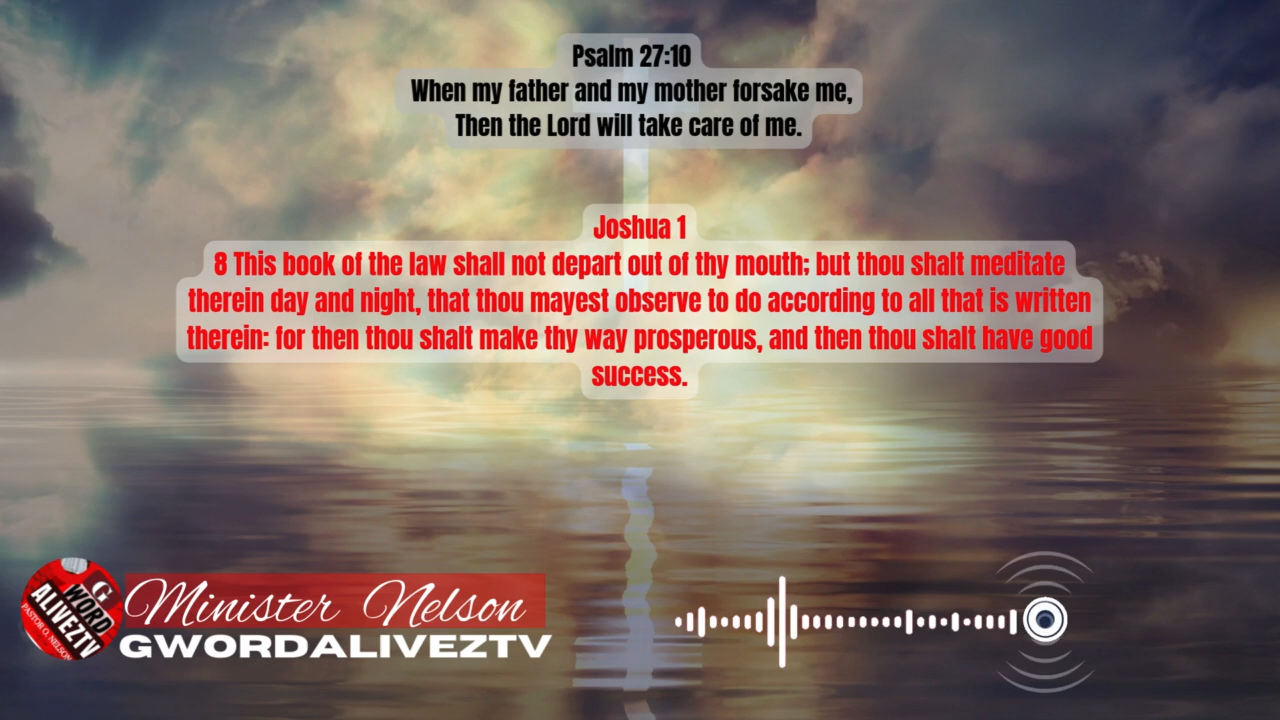 Psalm 27:10
When my father and my mother forsake me,
Then the Lord will take care of me.
Joshua 1
8 This book of the law shall not depart out of thy mouth; but thou shalt meditate
therein day and night, that thou mayest observe to do according to all that is written
therein: for then thou shalt make thy way prosperous, and then thou shalt have good
success.
G
WORD
ALIVEZTV
PASTOR O. NELSON
Minister Nelson
GWORDALIVEZTV